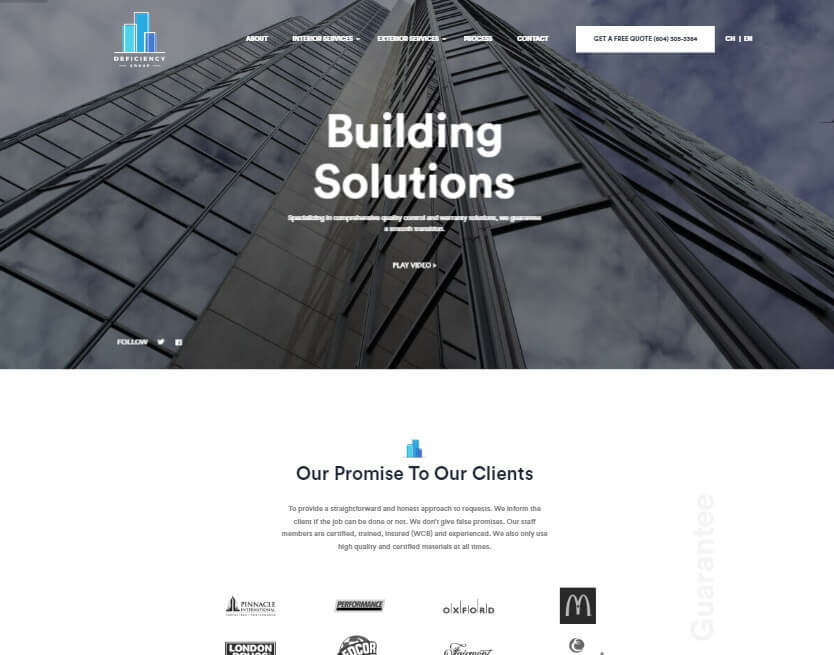 DEFICIENCY
GROUP
ABOUT
INTERIOR SERVICES
EXTERIOR SERVICES
PROCESS
CONTACT
GET A FREE QUOTE (604) 305-3364
CH | EN
Building
Solutions
Specializing in comprehensive quality control and warranty solutions, we guarantee
a smooth transition.
PLAY VIDEO >
FOLLOW
Our Promise To Our Clients
To provide a straightforward and honest approach to requests. We inform the
client if the job can be done or not. We don't give false promises. Our staff
members are certified, trained, insured (WCB) and experienced. We also only use
high quality and certified materials at all times.
Guarantee
PINNACLE
INTERNATIONAL
PERFORMANCE
OXFORD
LONDON
DRUGS
Fairmont